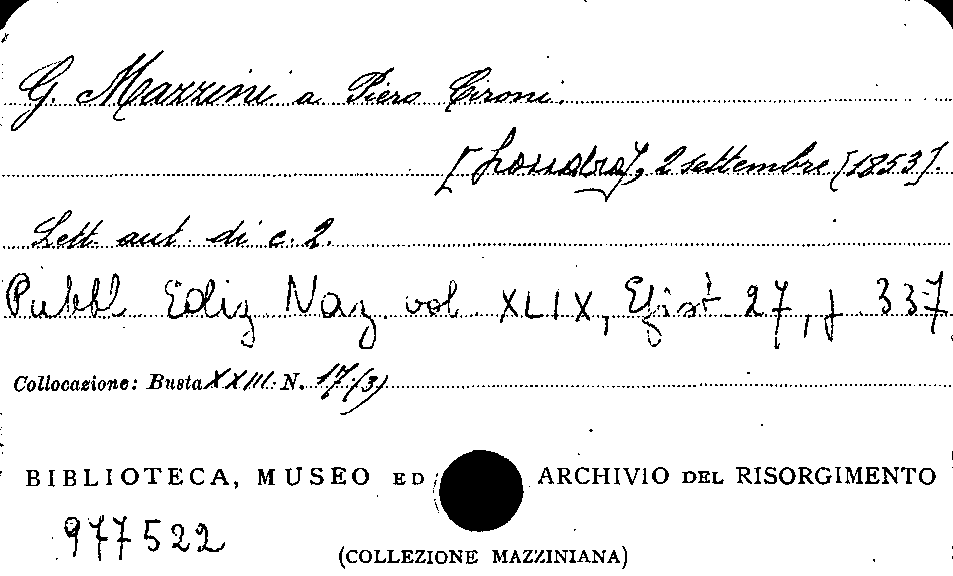 G. Mazzini a Piero Cironi.
[Londra], 2 settembre [1853].
Lett. aut. di c. 2.
Pubbl. Ediz. Naz. vol. XLIX, Epist. 27, p. 337
Collocazione: Busta XXIII. N. 17 (3)
BIBLIOTECA, MUSEO ED ARCHIVIO DEL RISORGIMENTO
977522
(COLLEZIONE MAZZINIANA)